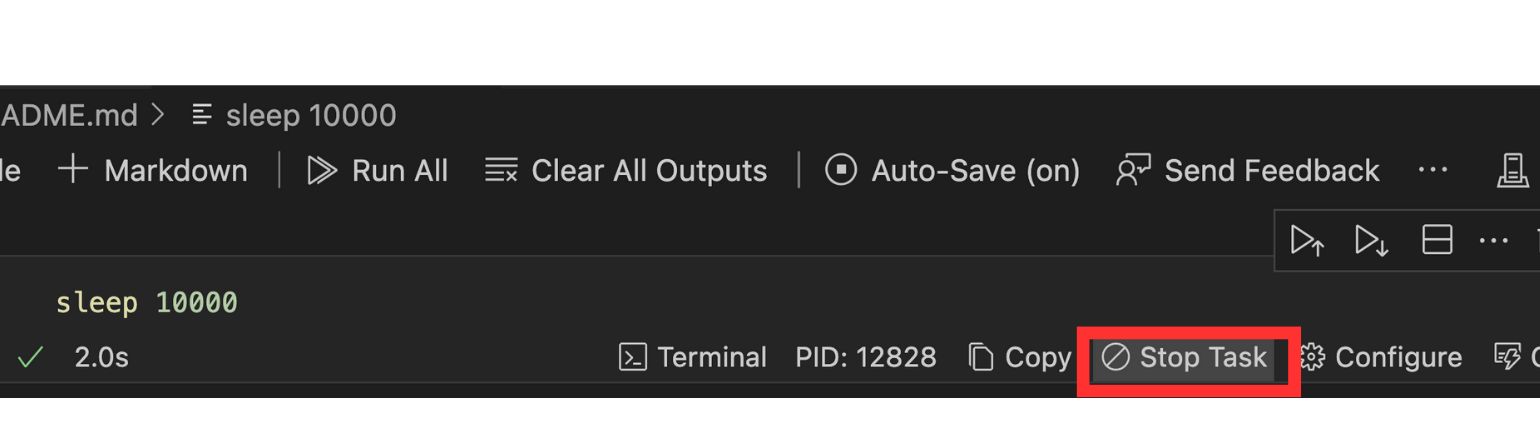 ADME.md > sleep 10000
le + Markdown | Run All Clear All Outputs | Auto-Save (on) Send Feedback ...
...
sleep 10000
✓ 2.0s Terminal PID: 12828 Copy Stop Task Configure